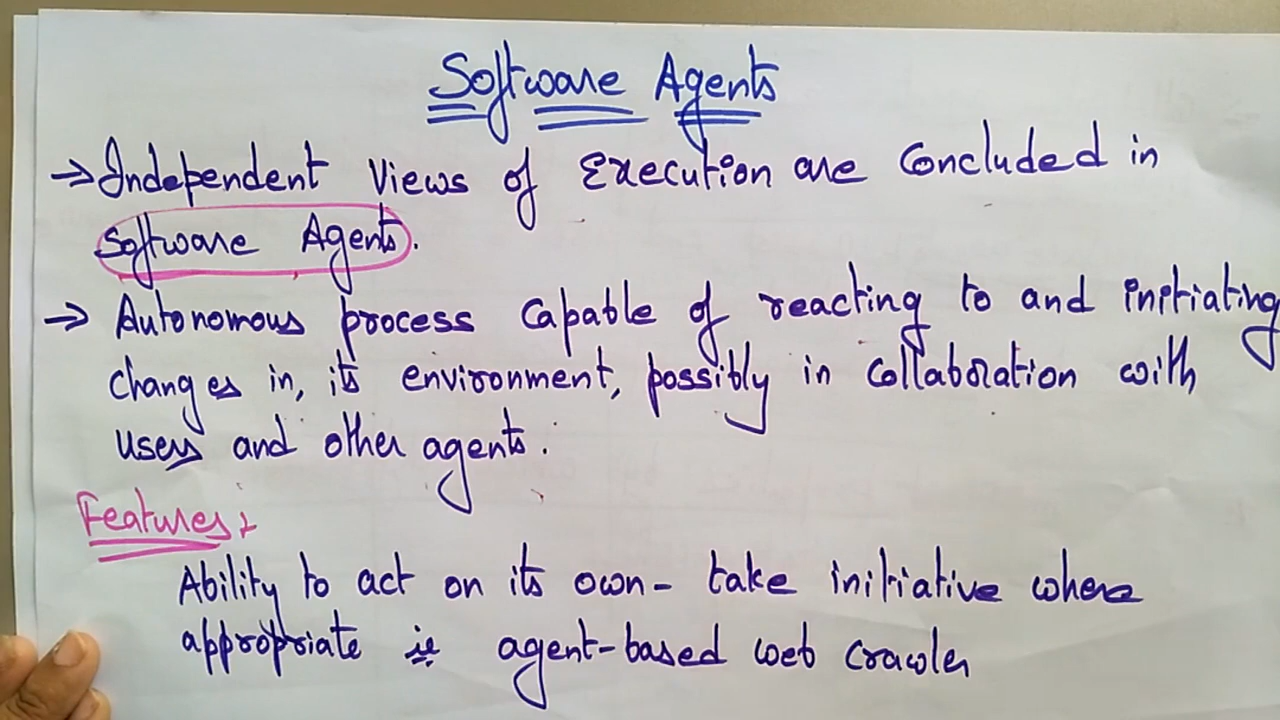 Software Agents
→ Independent Views of Execution are Concluded in
Software Agents.
→ Autonomous process Capable of reacting to and initiating
changes in, its environment, possibly in Collaboration with
users and other agents.
Features:
Ability to act on its own - take initiative where
appropriate ie agent-based web crawler